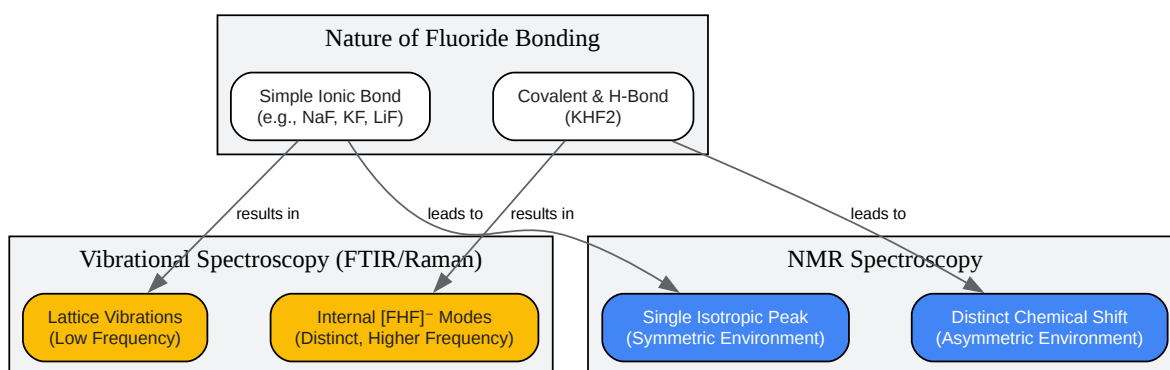 Nature of Fluoride Bonding
Simple Ionic Bond
(e.g., NaF, KF, LiF)
Covalent & H-Bond
(KHF2)
results in
leads to
results in
leads to
Vibrational Spectroscopy (FTIR/Raman)
Lattice Vibrations
(Low Frequency)
Internal [FHF]⁻ Modes
(Distinct, Higher Frequency)
NMR Spectroscopy
Single Isotropic Peak
(Symmetric Environment)
Distinct Chemical Shift
(Asymmetric Environment)